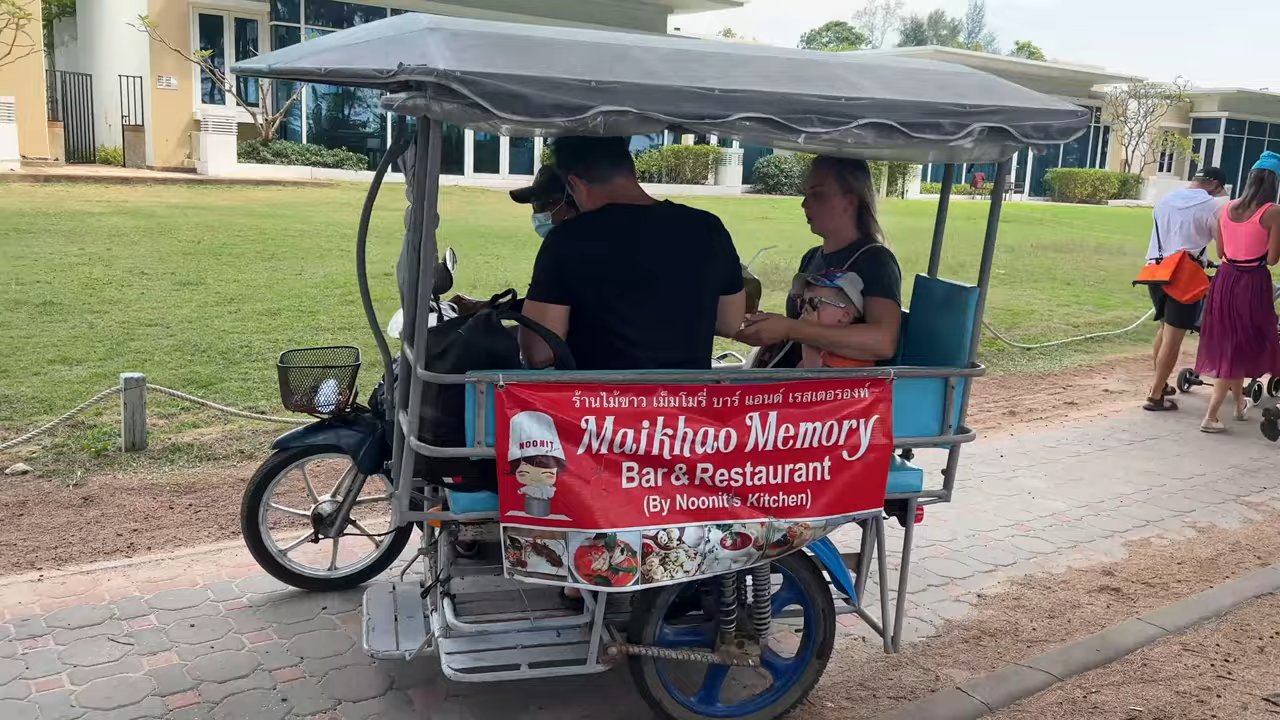 ร้านไม้ขาว เม็มโมรี่ บาร์ แอนด์ เรสเตอรองท์
NOONIT
Maikhao Memory
Bar & Restaurant
(By Noonit's Kitchen)